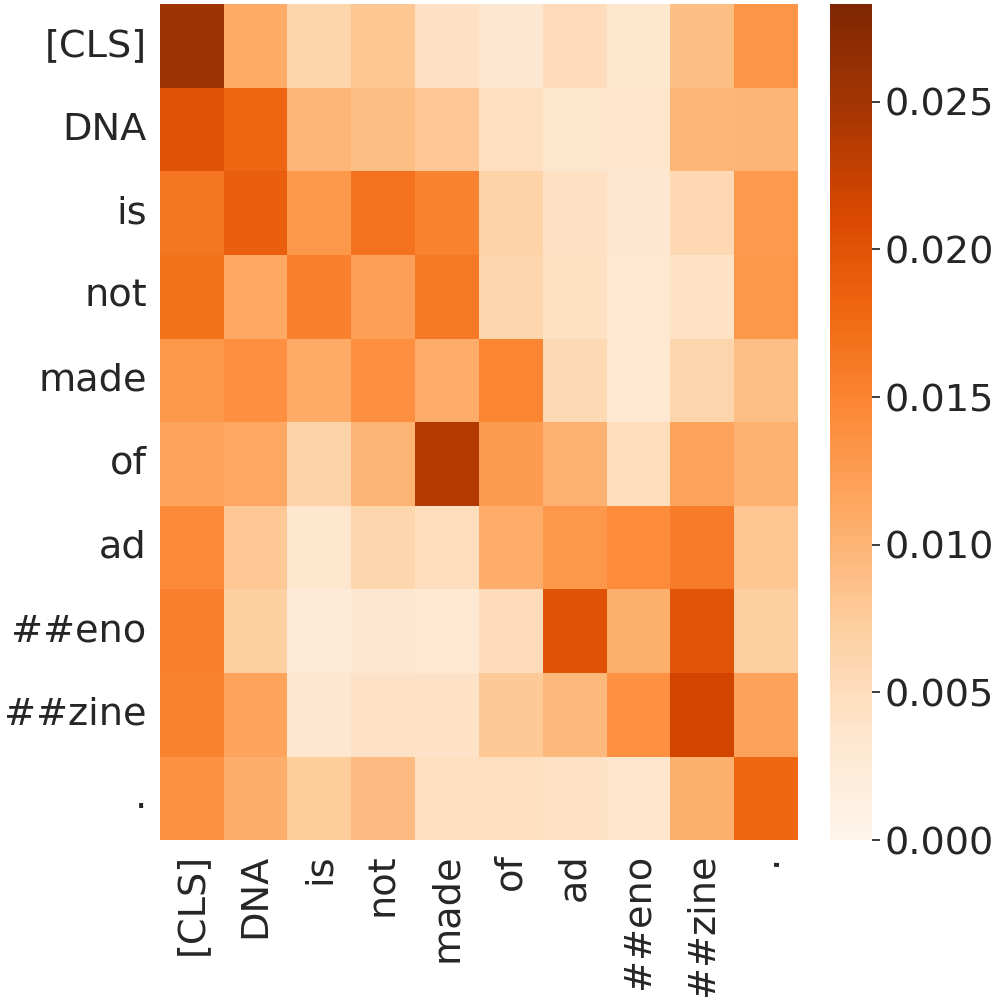 [CLS]
DNA
is
not
made
of
ad
##eno
##zine
.
0.025
0.020
0.015
0.010
0.005
0.000
[CLS]
DNA
is
not
made
of
ad
##eno
##zine
.